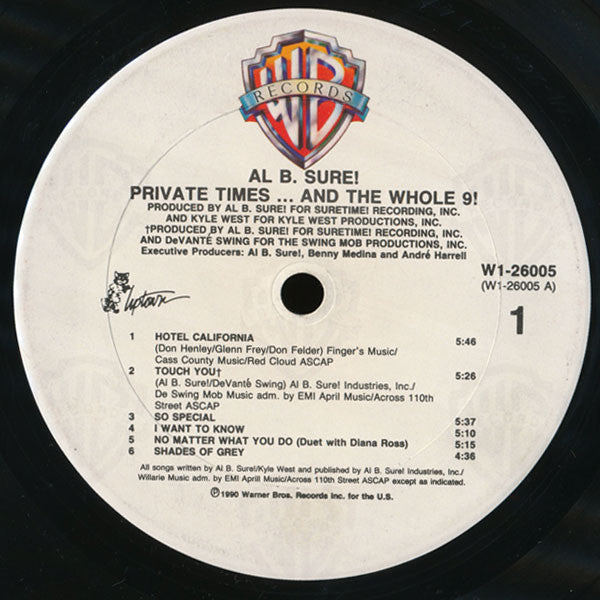 WB
RECORDS
AL B. SURE!
PRIVATE TIMES ... AND THE WHOLE 9!
PRODUCED BY AL B. SURE! FOR SURETIME! RECORDING, INC.
AND KYLE WEST FOR KYLE WEST PRODUCTIONS, INC.
†PRODUCED BY AL B. SURE! FOR SURETIME! RECORDING, INC.
AND DeVANTÉ SWING FOR THE SWING MOB PRODUCTIONS, INC.
Executive Producers: Al B. Sure!, Benny Medina and André Harrell
W1-26005
(W1-26005 A)
Uptown
1
1 HOTEL CALIFORNIA 5:46
(Don Henley/Glenn Frey/Don Felder) Finger's Music/
Cass County Music/Red Cloud ASCAP
2 TOUCH YOU† 5:26
(Al B. Sure!/DeVanté Swing) Al B. Sure! Industries, Inc./
De Swing Mob Music adm. by EMI April Music/Across 110th
Street ASCAP
3 SO SPECIAL 5:37
4 I WANT TO KNOW 5:10
5 NO MATTER WHAT YOU DO (Duet with Diana Ross) 5:15
6 SHADES OF GREY 4:36
All songs written by Al B. Sure!/Kyle West and published by Al B. Sure! Industries, Inc./
Willarie Music adm. by EMI Aprill Music/Across 110th Street ASCAP except as indicated.
℗1990 Warner Bros. Records Inc. for the U.S.